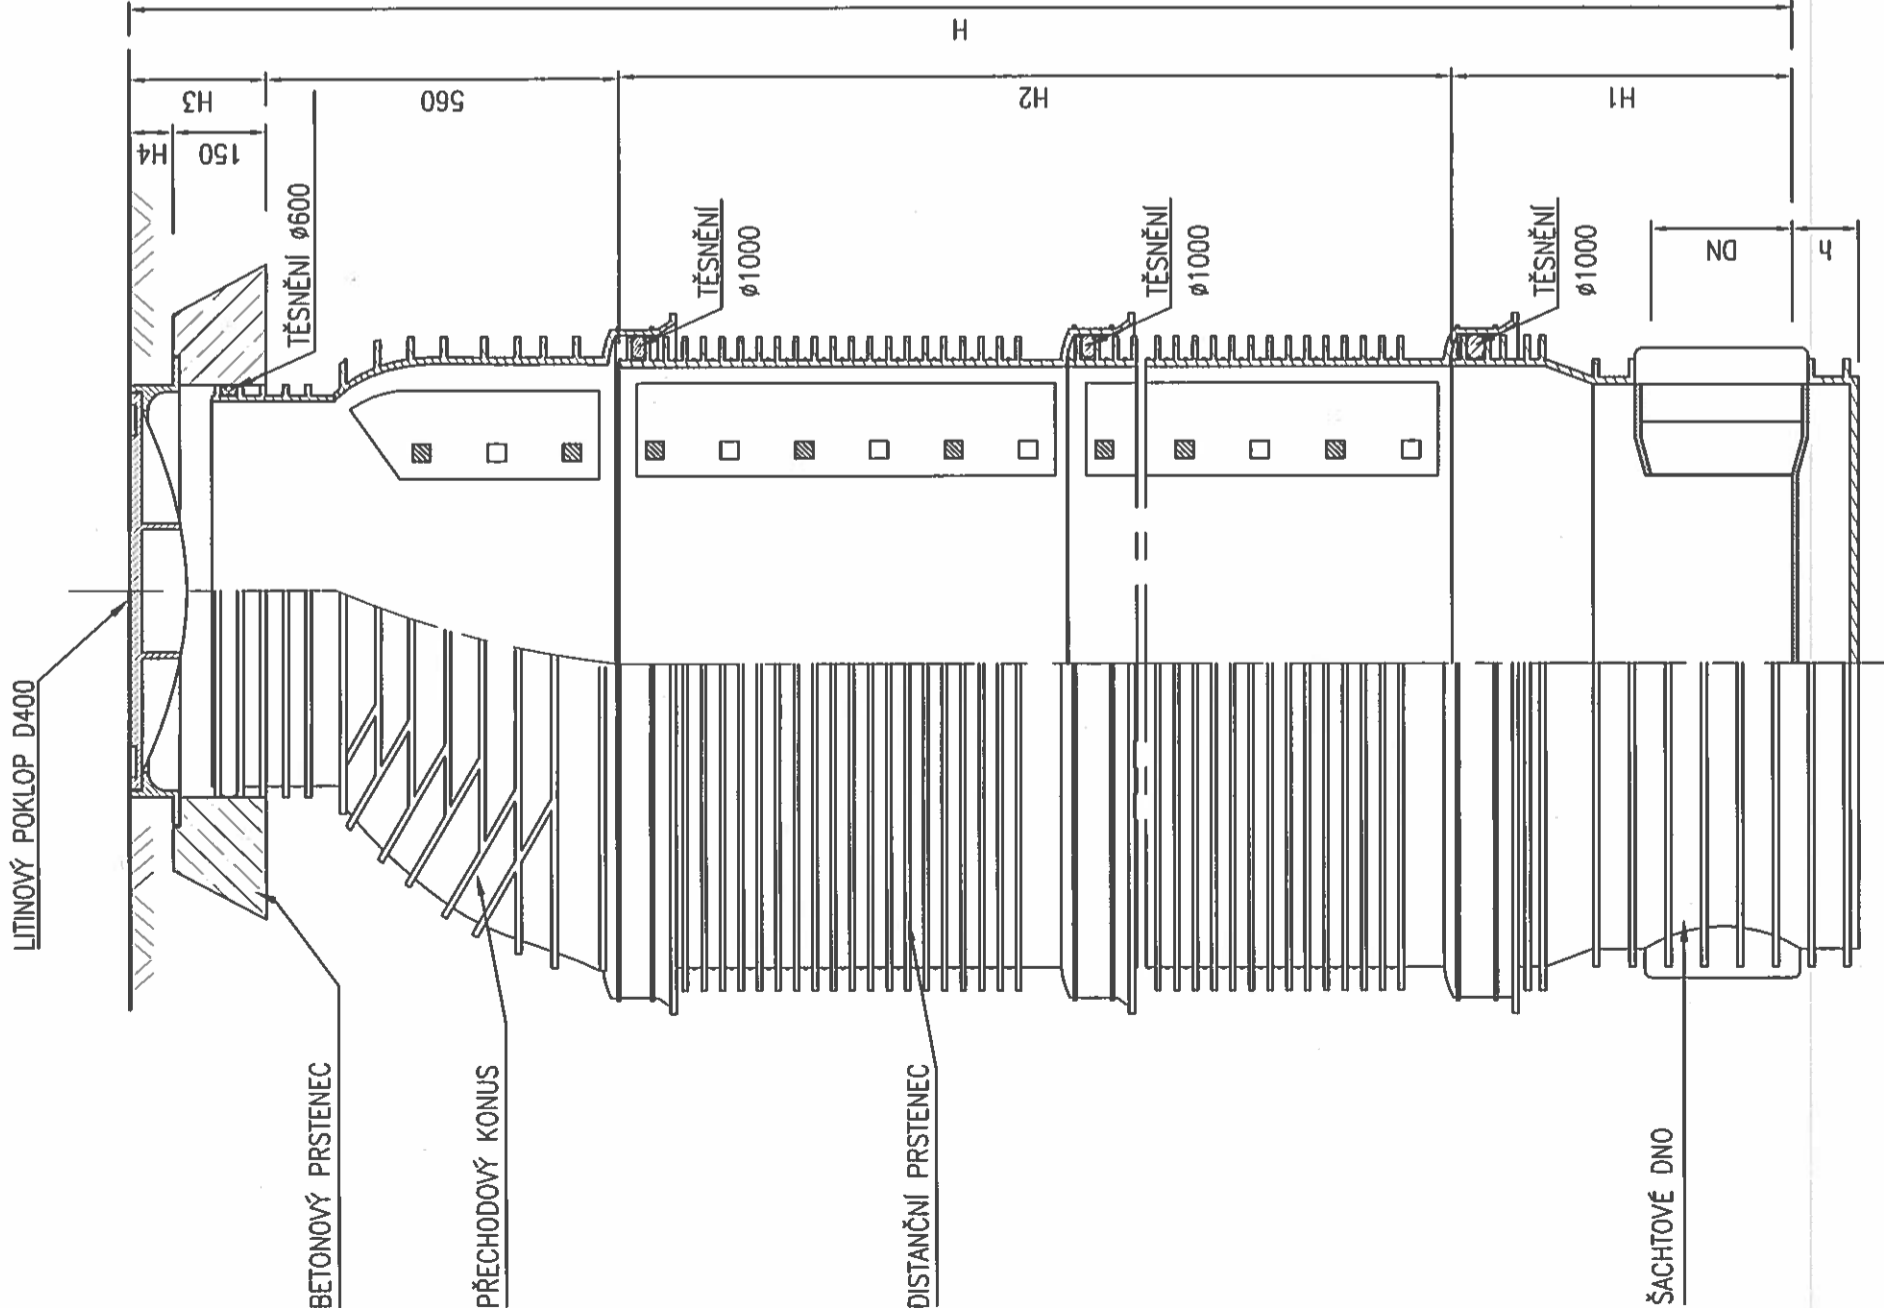 LITINOVÝ POKLOP D400
BETONOVÝ PRSTENEC
PŘECHODOVÝ KONUS
DISTANČNÍ PRSTENEC
ŠACHTOVÉ DNO
TĚSNĚNÍ ø600
TĚSNĚNÍ
ø1000
TĚSNĚNÍ
ø1000
TĚSNĚNÍ
ø1000
H
H3
H4
150
560
H2
H1
DN
h